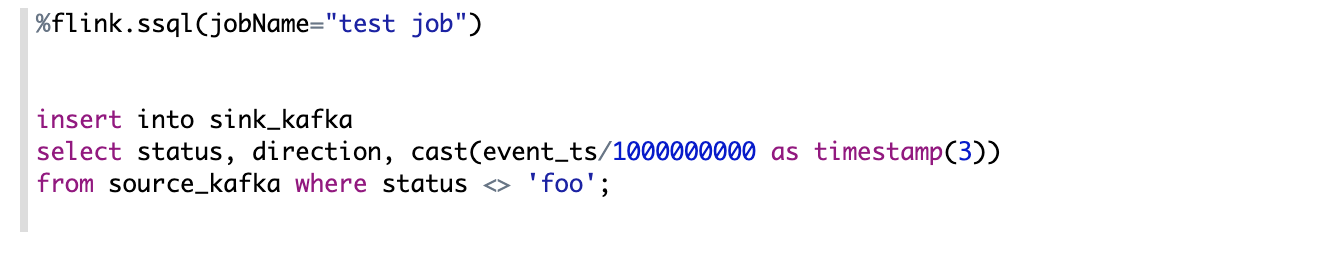 %flink.ssql(jobName="test job")
insert into sink_kafka
select status, direction, cast(event_ts/1000000000 as timestamp(3))
from source_kafka where status <> 'foo';